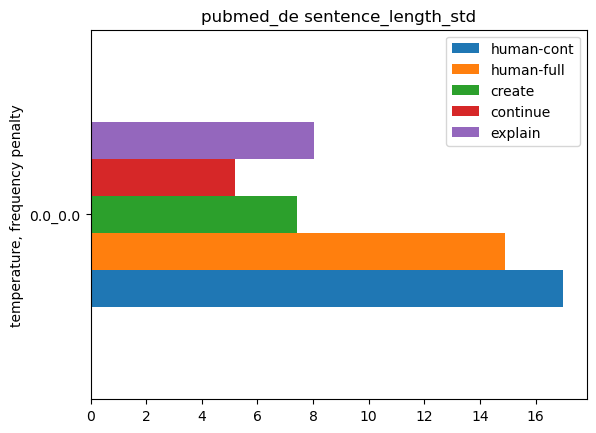 pubmed_de sentence_length_std
human-cont
human-full
create
continue
explain
temperature, frequency penalty
0.0_0.0
0 2 4 6 8 10 12 14 16